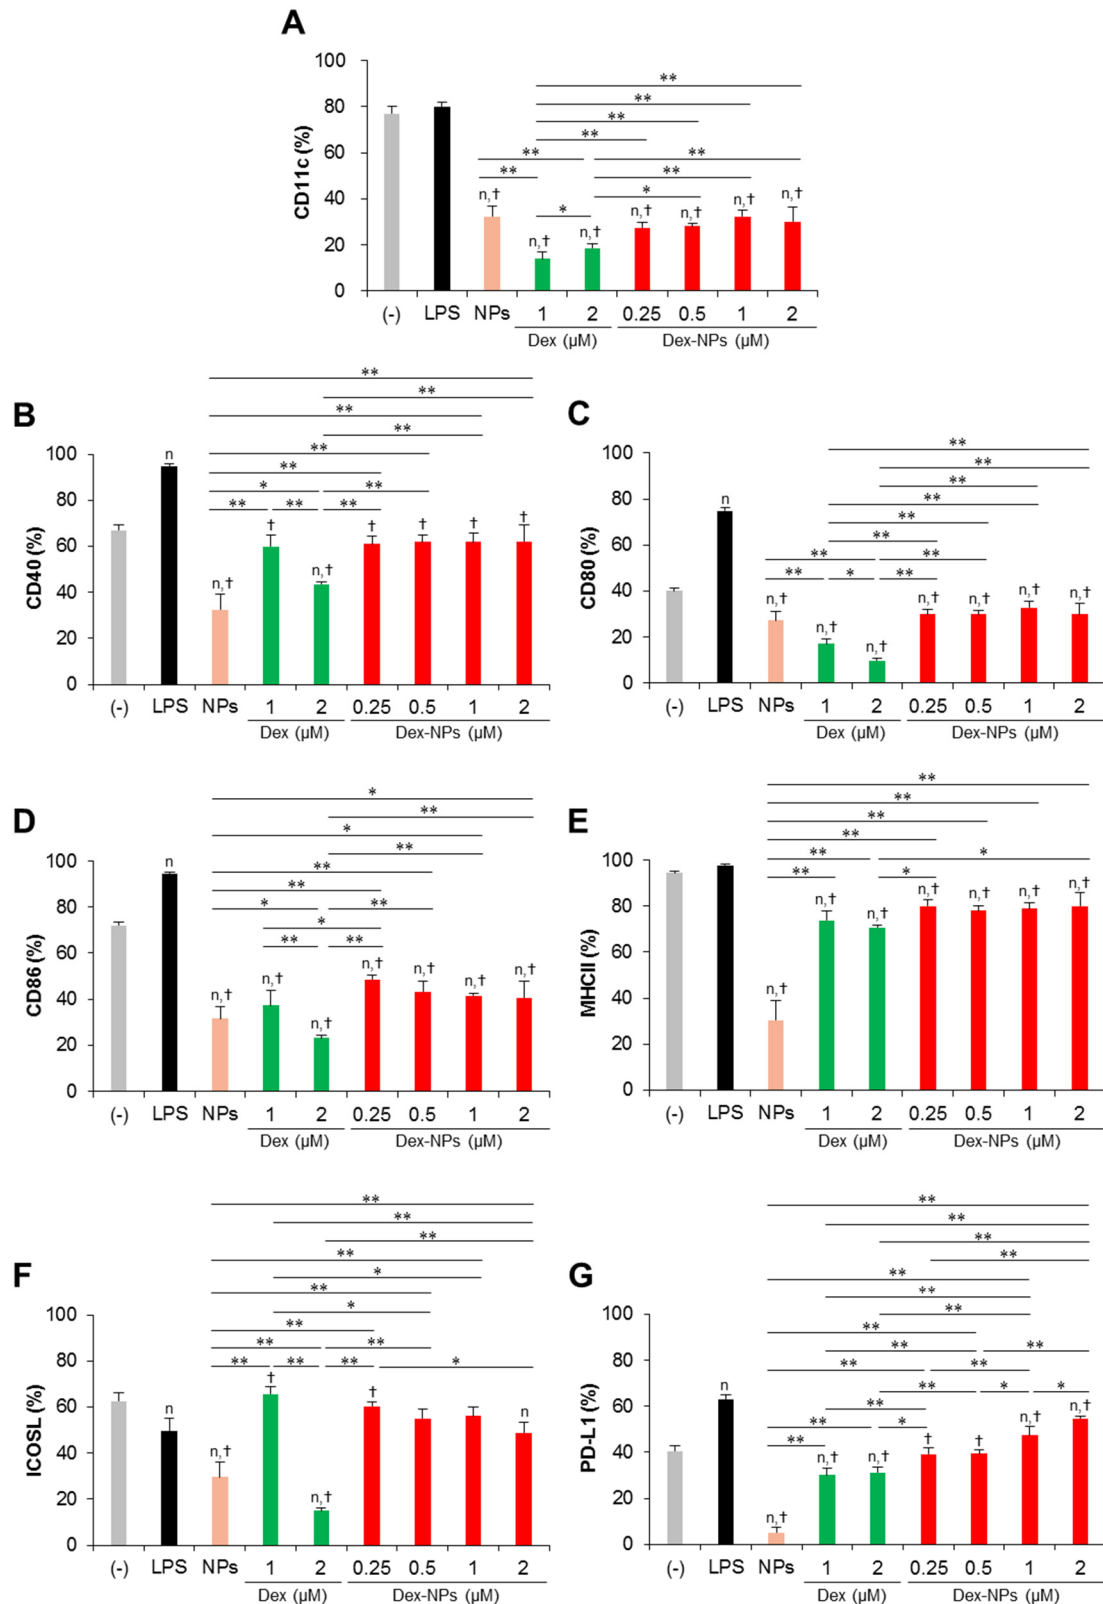 A
CD11c (%)
100
80
60
40
20
0
**
**
**
**
**
**
**
**
*
*
n,†
n,†
n,†
n,†
n,†
n,†
n,†
(-) LPS NPs 1 2 0.25 0.5 1 2
Dex (µM) Dex-NPs (µM)
B
CD40 (%)
100
80
60
40
20
0
**
**
**
**
**
**
*
**
**
**
**
n
n,†
†
n,†
†
†
†
†
(-) LPS NPs 1 2 0.25 0.5 1 2
Dex (µM) Dex-NPs (µM)
C
CD80 (%)
100
80
60
40
20
0
**
**
**
**
**
**
**
**
**
*
**
n
n,†
n,†
n,†
n,†
n,†
n,†
n,†
(-) LPS NPs 1 2 0.25 0.5 1 2
Dex (µM) Dex-NPs (µM)
D
CD86 (%)
100
80
60
40
20
0
*
**
*
**
**
**
*
**
*
**
**
n
n,†
n,†
n,†
n,†
n,†
n,†
n,†
(-) LPS NPs 1 2 0.25 0.5 1 2
Dex (µM) Dex-NPs (µM)
E
MHCII (%)
100
80
60
40
20
0
**
**
**
**
**
*
**
*
n,†
n,†
n,†
n,†
n,†
n,†
n,†
(-) LPS NPs 1 2 0.25 0.5 1 2
Dex (µM) Dex-NPs (µM)
F
ICOSL (%)
100
80
60
40
20
0
**
**
**
**
*
**
*
**
**
**
**
**
**
*
n
n,†
†
n,†
†
n
(-) LPS NPs 1 2 0.25 0.5 1 2
Dex (µM) Dex-NPs (µM)
G
PD-L1 (%)
100
80
60
40
20
0
**
**
**
**
**
**
**
**
**
**
**
**
**
*
*
**
**
*
**
n
n,†
n,†
n,†
†
†
n,†
n,†
(-) LPS NPs 1 2 0.25 0.5 1 2
Dex (µM) Dex-NPs (µM)